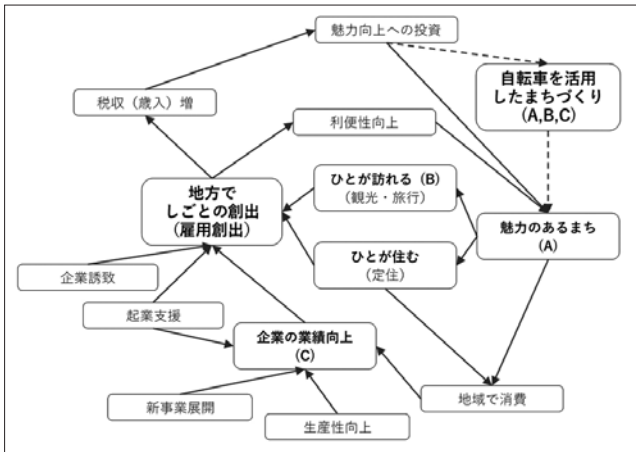 魅力向上への投資
自転車を活用
したまちづくり
(A,B,C)
税収（歳入）増
利便性向上
地方で
しごとの創出
(雇用創出)
ひとが訪れる（B）
(観光・旅行)
魅力のあるまち
(A)
ひとが住む
(定住)
企業誘致
起業支援
企業の業績向上
(C)
新事業展開
生産性向上
地域で消費